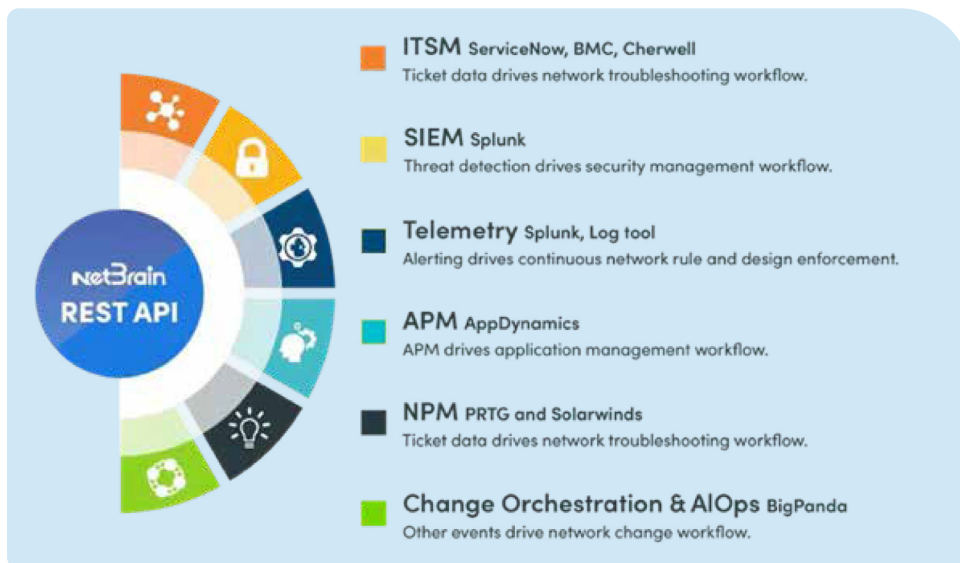 NetBrain
REST API
ITSM ServiceNow, BMC, Cherwell
Ticket data drives network troubleshooting workflow.
SIEM Splunk
Threat detection drives security management workflow.
Telemetry Splunk, Log tool
Alerting drives continuous network rule and design enforcement.
APM AppDynamics
APM drives application management workflow.
NPM PRTG and Solarwinds
Ticket data drives network troubleshooting workflow.
Change Orchestration & AIOps BigPanda
Other events drive network change workflow.